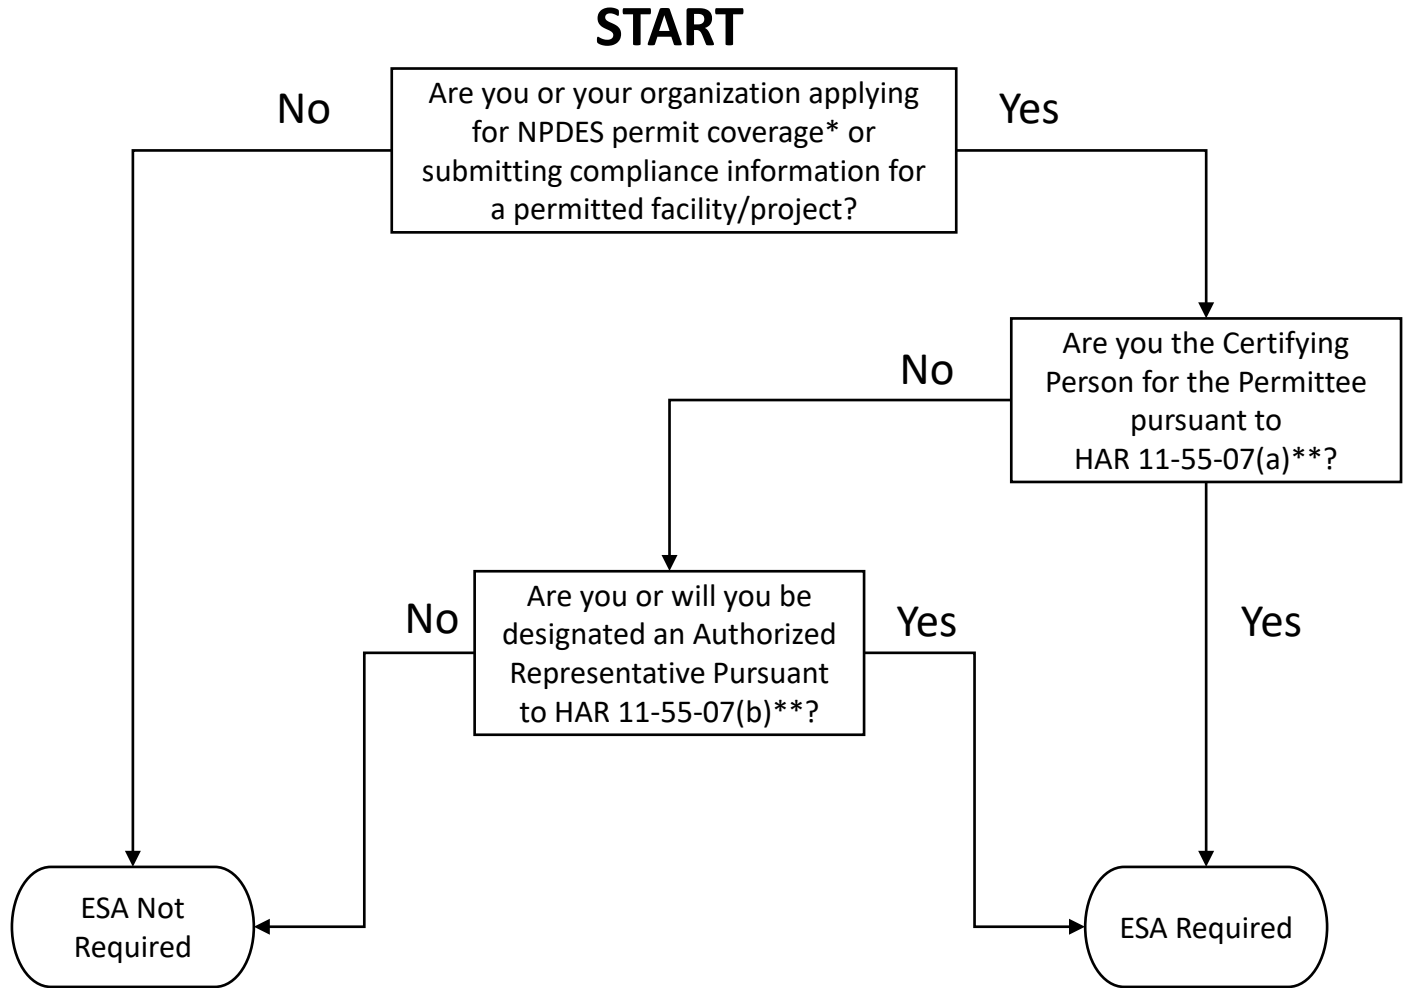 START
No
Are you or your organization applying
for NPDES permit coverage* or
submitting compliance information for
a permitted facility/project?
Yes
No
Are you the Certifying
Person for the Permittee
pursuant to
HAR 11-55-07(a)**?
No
Are you or will you be
designated an Authorized
Representative Pursuant
to HAR 11-55-07(b)**?
Yes
Yes
ESA Not
Required
ESA Required